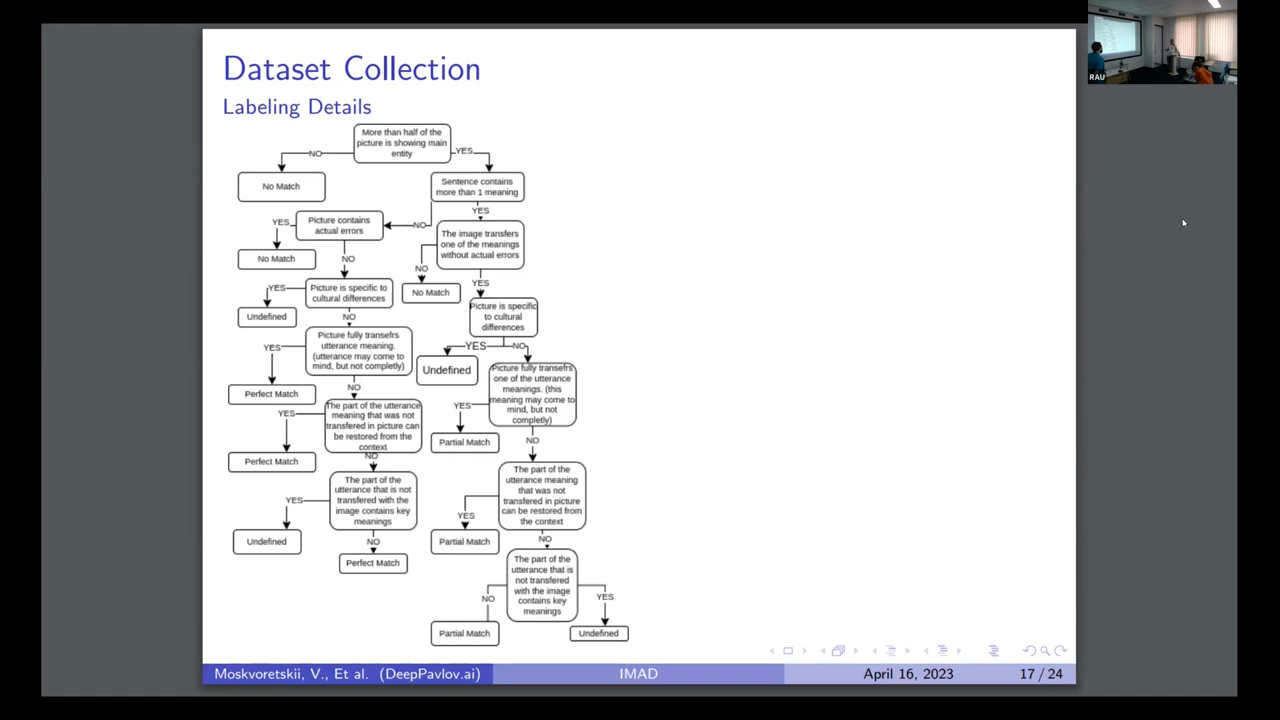 Dataset Collection
Labeling Details
More than half of the
picture is showing main
entity
NO
YES
No Match
Sentence contains
more than 1 meaning
YES
Picture contains
actual errors
YES
NO
The image transfers
one of the meanings
without actual errors
No Match
NO
NO
YES
Picture is specific to
cultural differences
YES
No Match
Undefined
NO
Picture is specific
to cultural
differences
Picture fully transefrs
utterance meaning.
(utterance may come to
mind, but not completly)
YES
YES
NO
Undefined
Picture fully transefrs
one of the utterance
meanings. (this
meaning may come to
mind, but not
completly)
Perfect Match
NO
The part of the utterance
meaning that was not
transfered in picture can
be restored from the
context
YES
YES
Partial Match
NO
Perfect Match
NO
The part of the
utterance meaning
that was not
transfered in picture
can be restored from
the context
The part of the
utterance that is not
transfered with the
image contains key
meanings
YES
YES
Undefined
NO
Partial Match
NO
Perfect Match
The part of the
utterance that is
not transfered
with the image
contains key
meanings
NO
YES
Partial Match
Undefined
Moskvoretskii, V., Et al. (DeepPavlov.ai)
IMAD
April 16, 2023
17 / 24
RAU